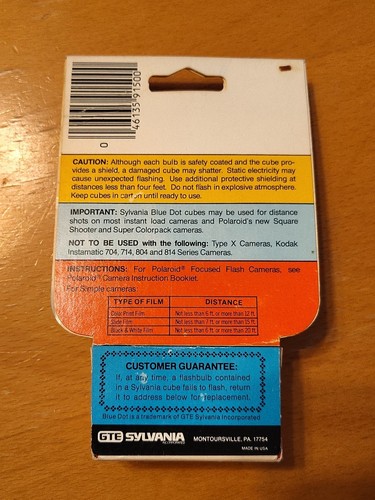 0 46135 91500
CAUTION: Although each bulb is safety coated and the cube pro-
vides a shield, a damaged cube may shatter. Static electricity may
cause unexpected flashing. Use additional protective shielding at
distances less than four feet. Do not flash in explosive atmosphere.
Keep cubes in carton until ready to use.
IMPORTANT: Sylvania Blue Dot cubes may be used for distance
shots on most instant load cameras and Polaroid's new Square
Shooter and Super Colorpack cameras.
NOT TO BE USED with the following: Type X Cameras, Kodak
Instamatic 704, 714, 804 and 814 Series Cameras.
INSTRUCTIONS: For Polaroid® Focused Flash Cameras, see
Polaroid® Camera Instruction Booklet.
For Simple cameras:
TYPE OF FILM DISTANCE
Color Print Film Not less than 6 ft. or more than 12 ft.
Slide Film Not less than 7 ft. or more than 15 ft.
Black & White Film Not less than 6 ft. or more than 20 ft.
CUSTOMER GUARANTEE:
If, at any time, a flashbulb contained
in a Sylvania cube fails to flash, return
it to address below for replacement.
Blue Dot is a trademark of GTE Sylvania Incorporated
GTE SYLVANIA
INCORPORATED
MONTOURSVILLE, PA. 17754
MADE IN USA